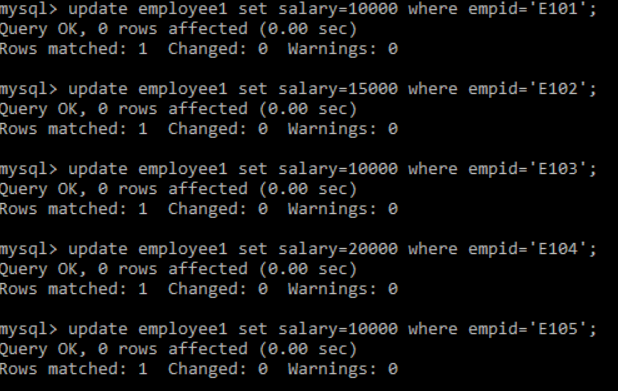 mysql> update employee1 set salary=10000 where empid='E101';
Query OK, 0 rows affected (0.00 sec)
Rows matched: 1  Changed: 0  Warnings: 0
mysql> update employee1 set salary=15000 where empid='E102';
Query OK, 0 rows affected (0.00 sec)
Rows matched: 1  Changed: 0  Warnings: 0
mysql> update employee1 set salary=10000 where empid='E103';
Query OK, 0 rows affected (0.00 sec)
Rows matched: 1  Changed: 0  Warnings: 0
mysql> update employee1 set salary=20000 where empid='E104';
Query OK, 0 rows affected (0.00 sec)
Rows matched: 1  Changed: 0  Warnings: 0
mysql> update employee1 set salary=10000 where empid='E105';
Query OK, 0 rows affected (0.00 sec)
Rows matched: 1  Changed: 0  Warnings: 0